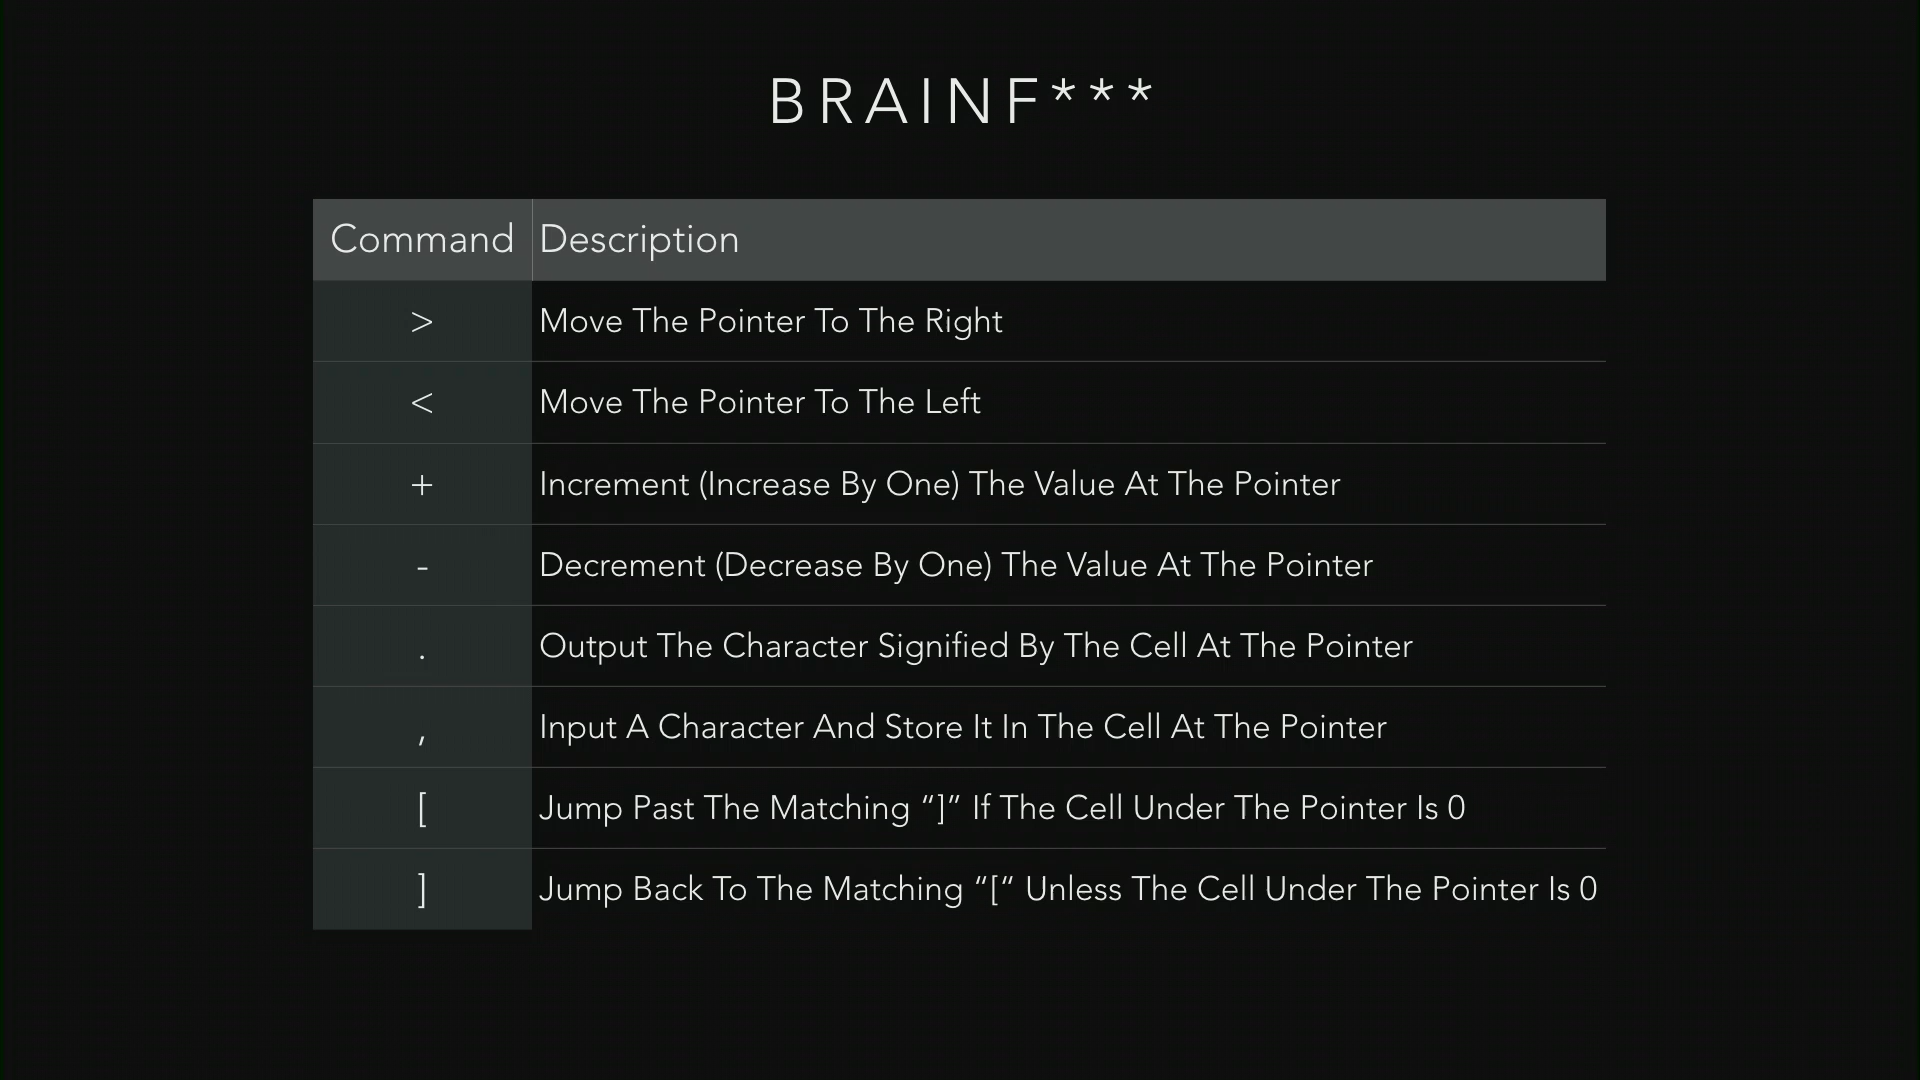 BRAINF***
Command Description
> Move The Pointer To The Right
< Move The Pointer To The Left
+ Increment (Increase By One) The Value At The Pointer
- Decrement (Decrease By One) The Value At The Pointer
. Output The Character Signified By The Cell At The Pointer
, Input A Character And Store It In The Cell At The Pointer
[ Jump Past The Matching “]” If The Cell Under The Pointer Is 0
] Jump Back To The Matching “[“ Unless The Cell Under The Pointer Is 0